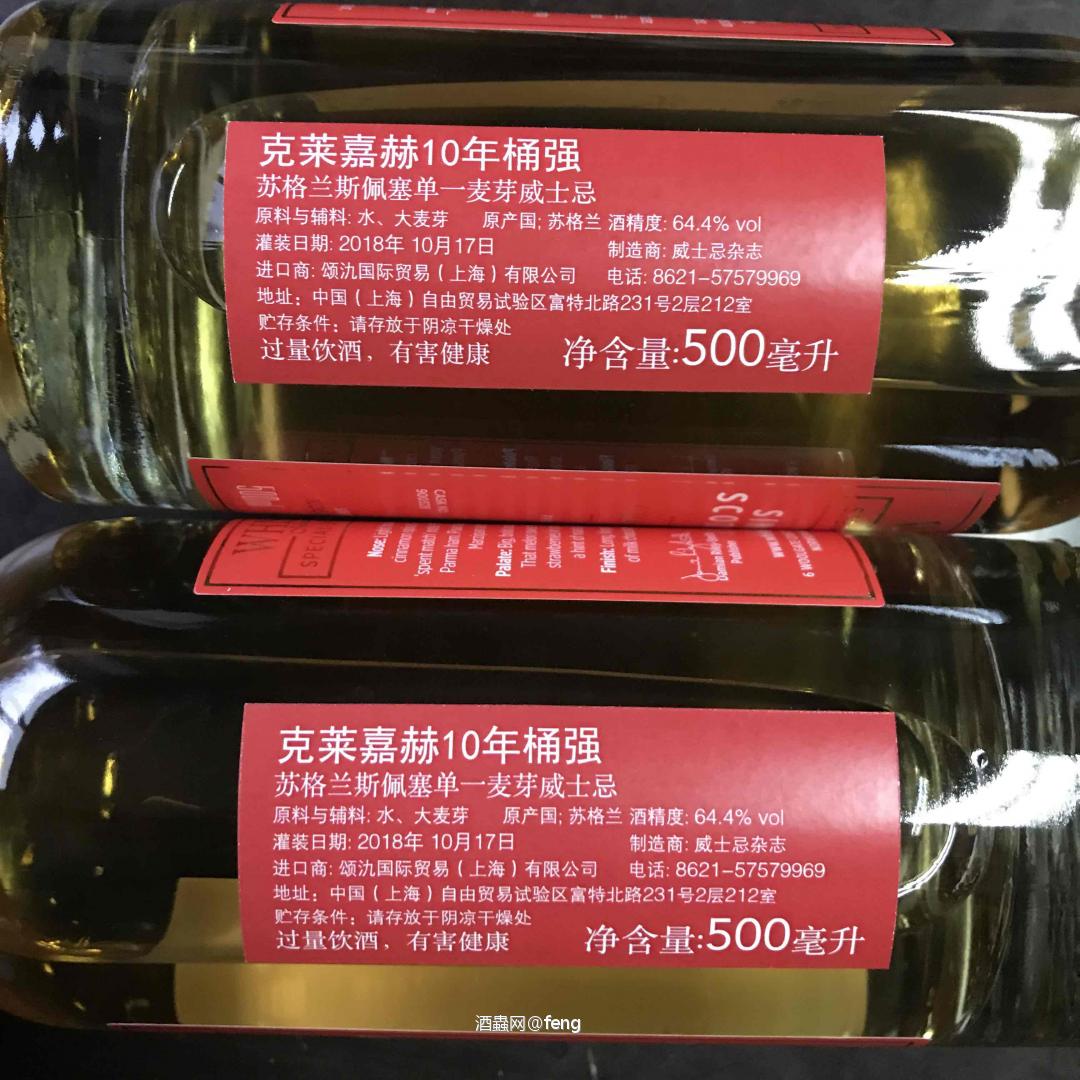 克莱嘉赫10年桶强
苏格兰斯佩塞单一麦芽威士忌
原料与辅料: 水、大麦芽 原产国; 苏格兰 酒精度: 64.4% vol
灌装日期: 2018年 10月17日 制造商: 威士忌杂志
进口商: 颂氿国际贸易（上海）有限公司 电话: 8621-57579969
地址：中国（上海）自由贸易试验区富特北路231号2层212室
贮存条件；请存放于阴凉干燥处
过量饮酒，有害健康 净含量:500毫升
SPECIAL
Nose:
cinnamon
'spent match
Parma ham
Palate: Big,
That
a hint of
Finish: Long
of mint
Damian
克莱嘉赫10年桶强
苏格兰斯佩塞单一麦芽威士忌
原料与辅料: 水、大麦芽 原产国; 苏格兰 酒精度: 64.4% vol
灌装日期: 2018年 10月17日 制造商: 威士忌杂志
进口商: 颂氿国际贸易（上海）有限公司 电话: 8621-57579969
地址：中国（上海）自由贸易试验区富特北路231号2层212室
贮存条件；请存放于阴凉干燥处
过量饮酒，有害健康 净含量:500毫升
酒蟲网@feng